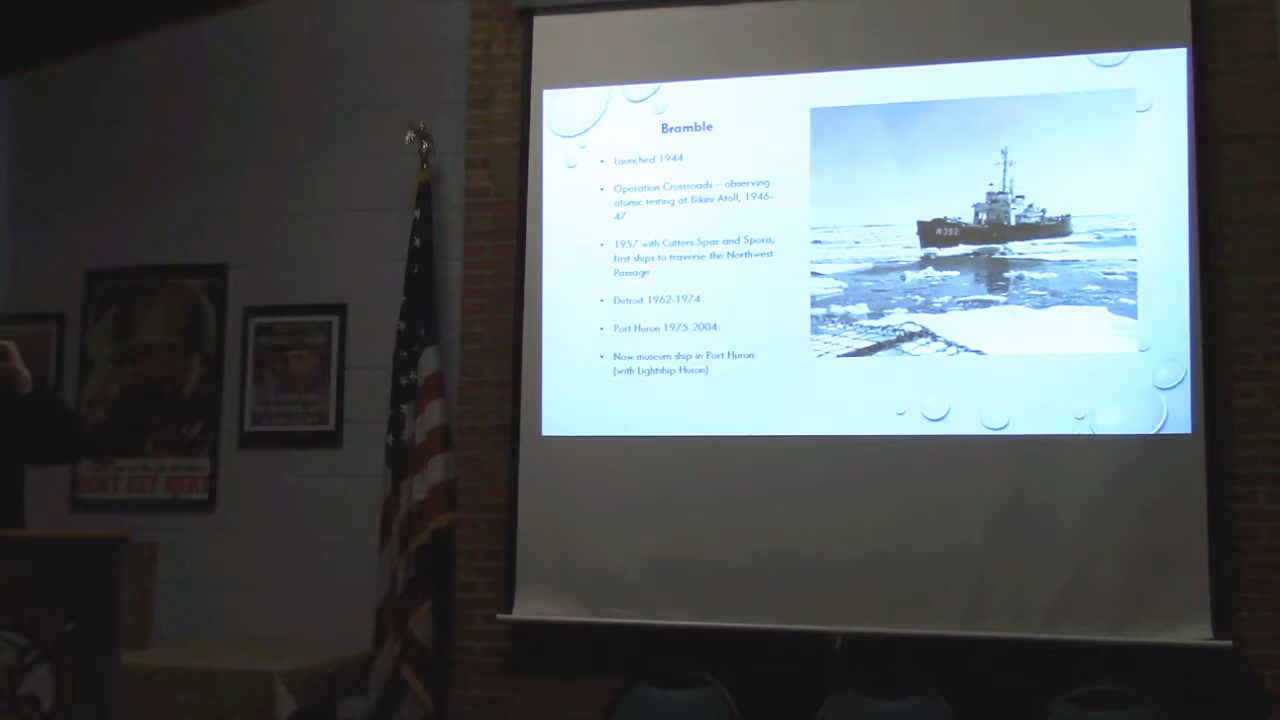 Bramble
• Launched 1944
• Operation Crossroads – observing
atomic testing at Bikini Atoll, 1946-
47
• 1957 with Cutters Spar and Sporis,
first ships to traverse the Northwest
Passage
• Detroit 1962-1974
• Port Huron 1975-2004
• Now museum ship in Port Huron
(with Lightship Huron)
W392